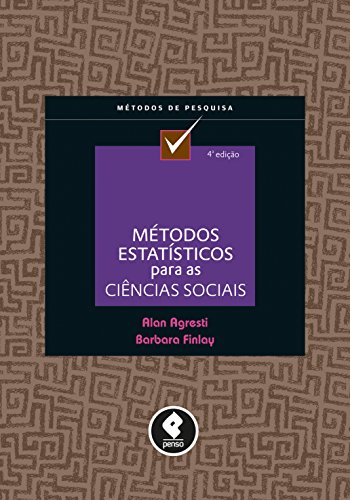 MÉTODOS DE PESQUISA
4ª edição
MÉTODOS
ESTATÍSTICOS
para as
CIÊNCIAS SOCIAIS
Alan Agresti
Barbara Finlay
penso